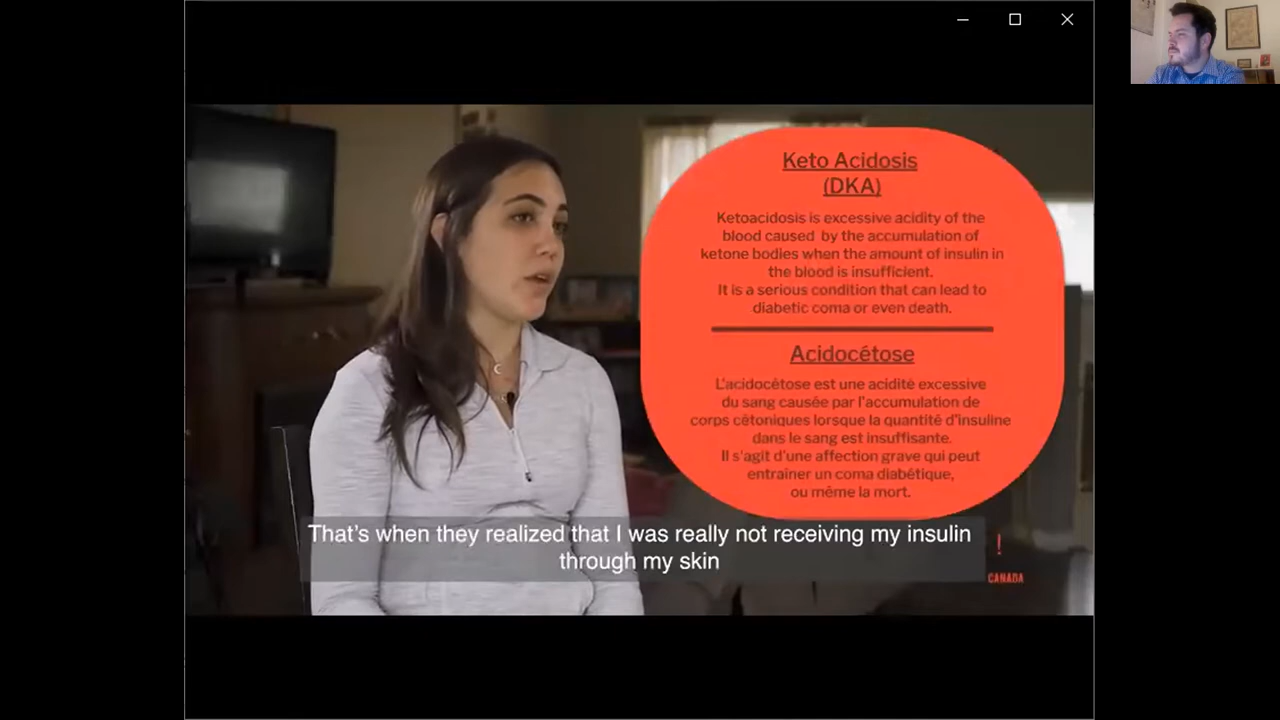 Keto Acidosis
(DKA)
Ketoacidosis is excessive acidity of the
blood caused by the accumulation of
ketone bodies when the amount of insulin in
the blood is insufficient.
It is a serious condition that can lead to
diabetic coma or even death.
Acidocétose
L'acidocétose est une acidité excessive
du sang causée par l'accumulation de
corps cétoniques lorsque la quantité d'insuline
dans le sang est insuffisante.
Il s'agit d'une affection grave qui peut
entraîner un coma diabétique,
ou même la mort.
That's when they realized that I was really not receiving my insulin
through my skin
!
CANADA